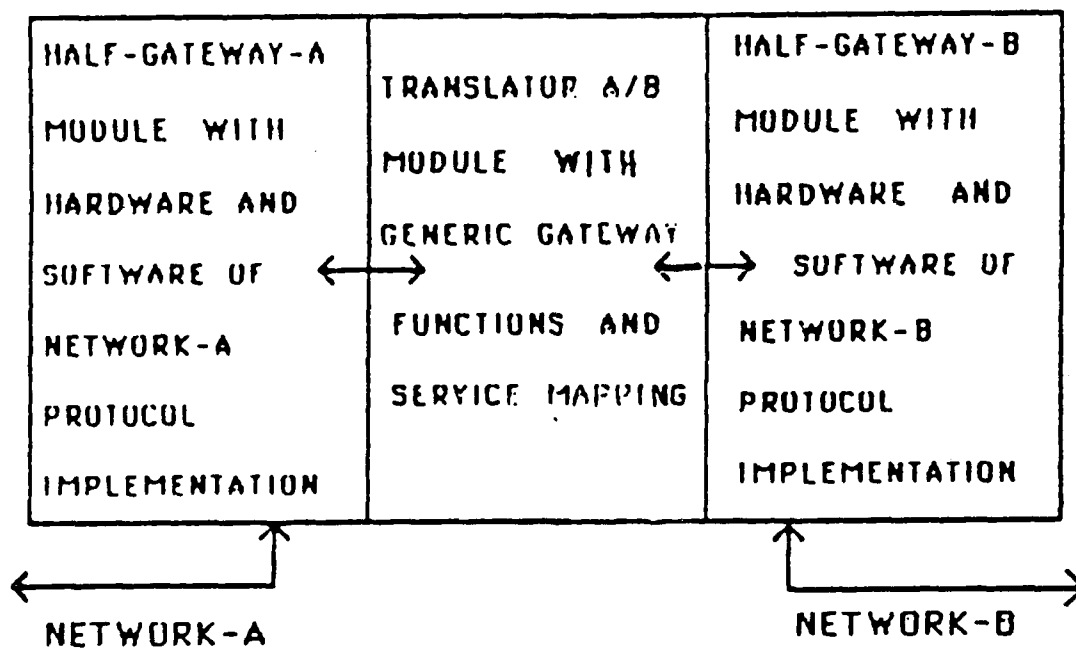 HALF-GATEWAY-A
MODULE WITH
HARDWARE AND
SOFTWARE OF
NETWORK-A
PROTOCOL
IMPLEMENTATION
TRANSLATOR A/B
MODULE WITH
GENERIC GATEWAY
FUNCTIONS AND
SERVICE MAPPING
HALF-GATEWAY-B
MODULE WITH
HARDWARE AND
SOFTWARE OF
NETWORK-B
PROTOCOL
IMPLEMENTATION
NETWORK-A
NETWORK-B